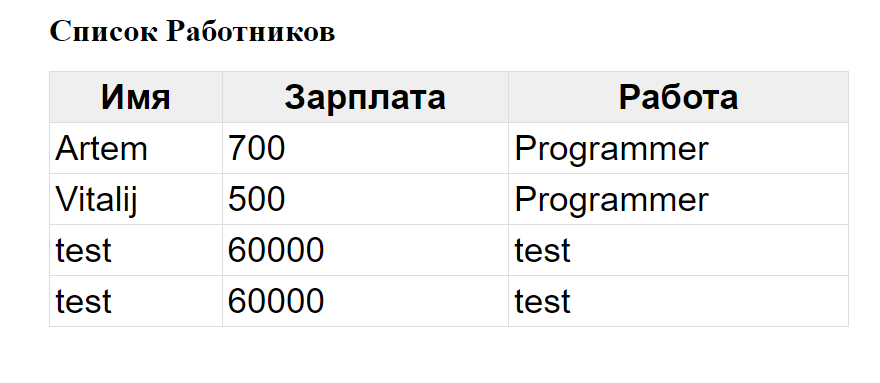 Список Работников
Имя Зарплата Работа
Artem 700 Programmer
Vitalij 500 Programmer
test 60000 test
test 60000 test